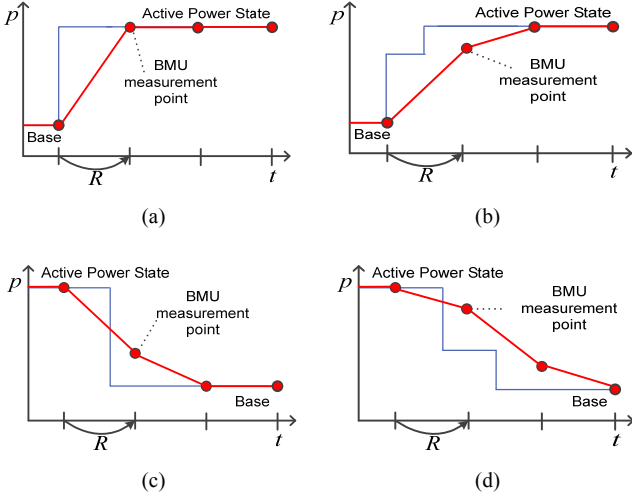 p
Active Power State
BMU
measurement
point
Base
R
t
(a)
p
Active Power State
BMU
measurement
point
Base
R
t
(b)
p
Active Power State
BMU
measurement
point
Base
R
t
(c)
p
Active Power State
BMU
measurement
point
Base
R
t
(d)